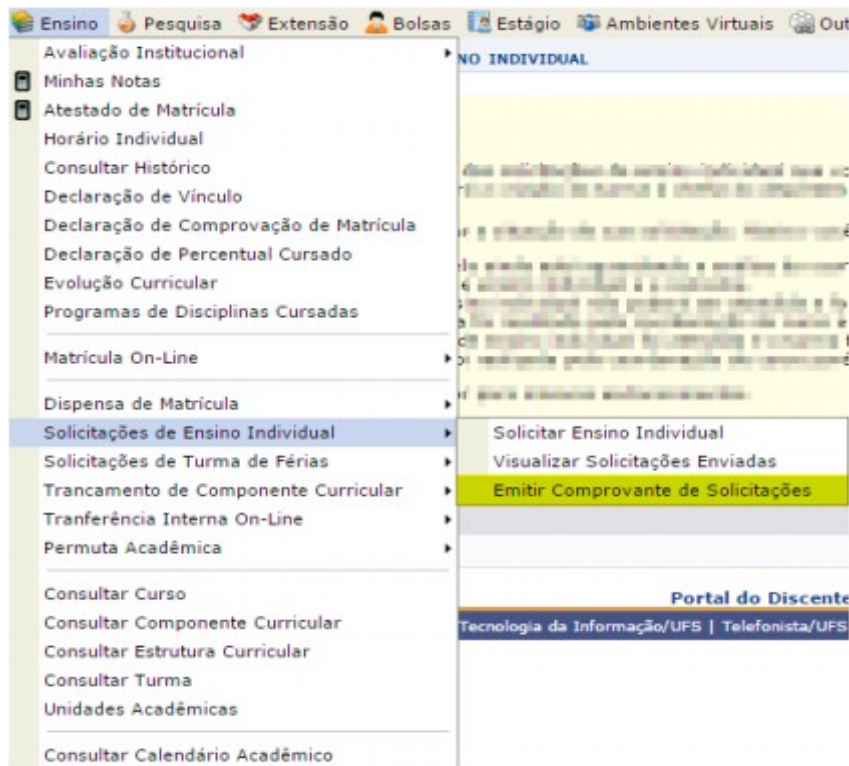 Ensino Pesquisa Extensão Bolsas Estágio Ambientes Virtuais Out
Avaliação Institucional
NO INDIVIDUAL
Minhas Notas
Atestado de Matrícula
Horário Individual
Consultar Histórico
Declaração de Vínculo
Declaração de Comprovação de Matrícula
Declaração de Percentual Cursado
Evolução Curricular
Programas de Disciplinas Cursadas
Matrícula On-Line
Dispensa de Matrícula
Solicitações de Ensino Individual
Solicitar Ensino Individual
Solicitações de Turma de Férias
Visualizar Solicitações Enviadas
Trancamento de Componente Curricular
Emitir Comprovante de Solicitações
Tranferência Interna On-Line
Permuta Acadêmica
Consultar Curso
Portal do Discente
Consultar Componente Curricular
Tecnologia da Informação/UFS | Telefonista/UFS
Consultar Estrutura Curricular
Consultar Turma
Unidades Acadêmicas
Consultar Calendário Acadêmico